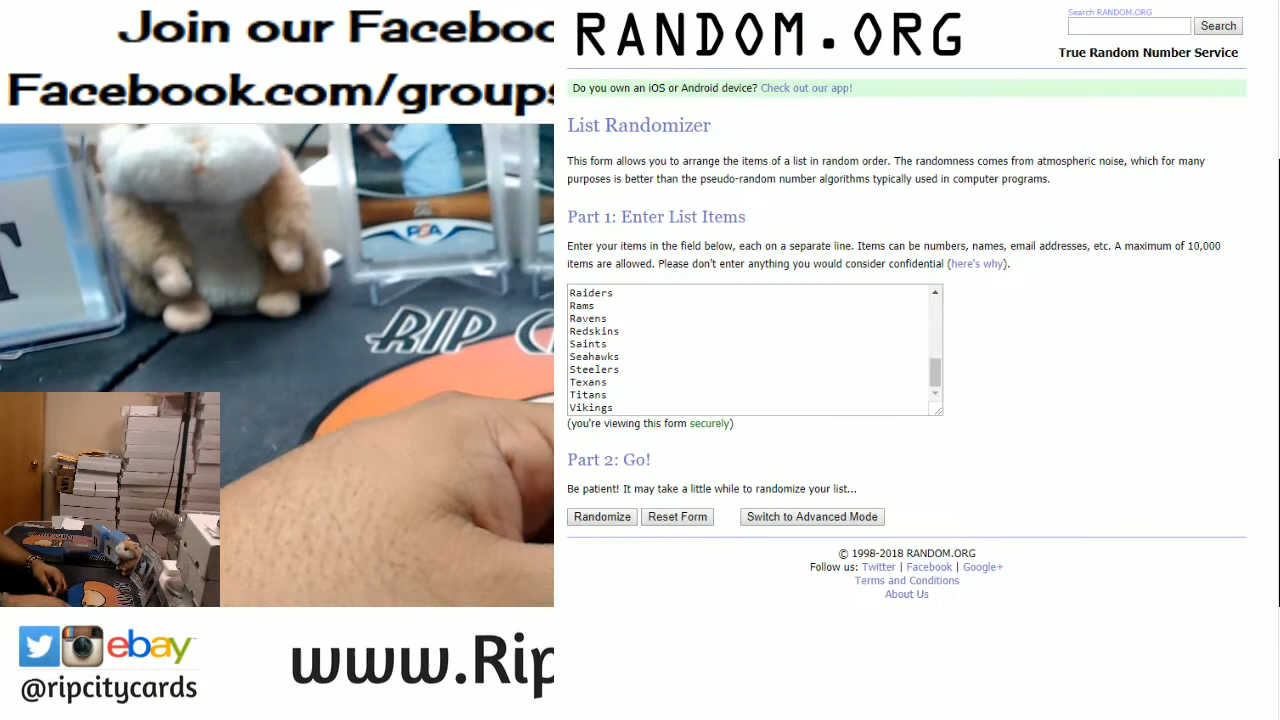 Join our Faceboo
Facebook.com/groups
T
PSA
RIP C
@ripcitycards
ebay
www.Rip
RANDOM.ORG
Search RANDOM.ORG
Search
True Random Number Service
Do you own an iOS or Android device? Check out our app!
List Randomizer
This form allows you to arrange the items of a list in random order. The randomness comes from atmospheric noise, which for many
purposes is better than the pseudo-random number algorithms typically used in computer programs.
Part 1: Enter List Items
Enter your items in the field below, each on a separate line. Items can be numbers, names, email addresses, etc. A maximum of 10,000
items are allowed. Please don't enter anything you would consider confidential (here's why).
Raiders
Rams
Ravens
Redskins
Saints
Seahawks
Steelers
Texans
Titans
Vikings
(you're viewing this form securely)
Part 2: Go!
Be patient! It may take a little while to randomize your list...
Randomize Reset Form Switch to Advanced Mode
© 1998-2018 RANDOM.ORG
Follow us: Twitter | Facebook | Google+
Terms and Conditions
About Us